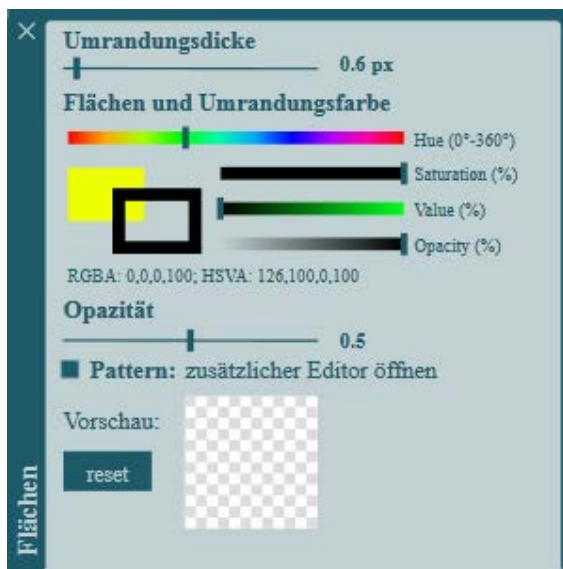 Umrandungsdicke
0.6 px
Flächen und Umrandungsfarbe
Hue (0°-360°)
Saturation (%)
Value (%)
Opacity (%)
RGBA: 0,0,0,100; HSVA: 126,100,0,100
Opazität
0.5
Pattern: zusätzlicher Editor öffnen
Vorschau:
reset
Flächen